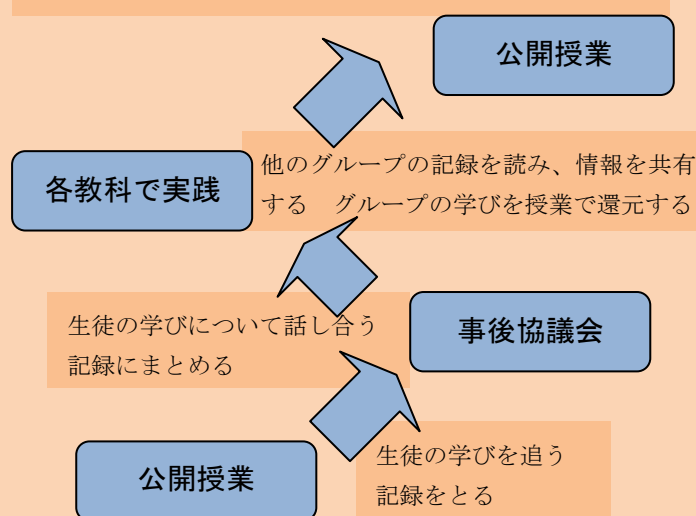 公開授業
各教科で実践
他のグループの記録を読み、情報を共有
する　グループの学びを授業で還元する
生徒の学びについて話し合う
記録にまとめる
事後協議会
公開授業
生徒の学びを追う
記録をとる